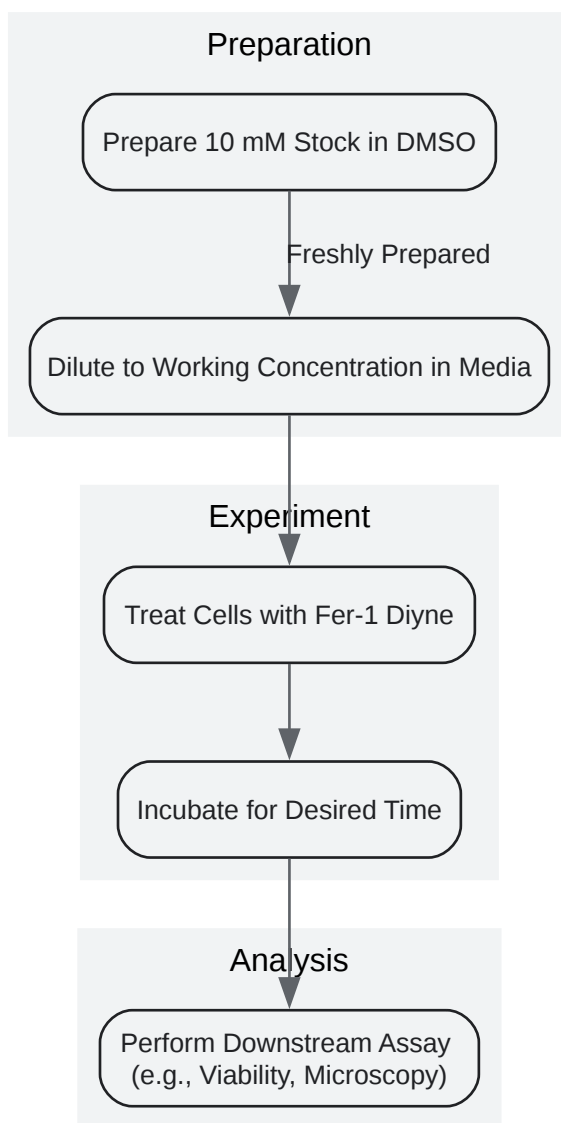 Preparation
Prepare 10 mM Stock in DMSO
Freshly Prepared
Dilute to Working Concentration in Media
Experiment
Treat Cells with Fer-1 Diyne
Incubate for Desired Time
Analysis
Perform Downstream Assay
(e.g., Viability, Microscopy)